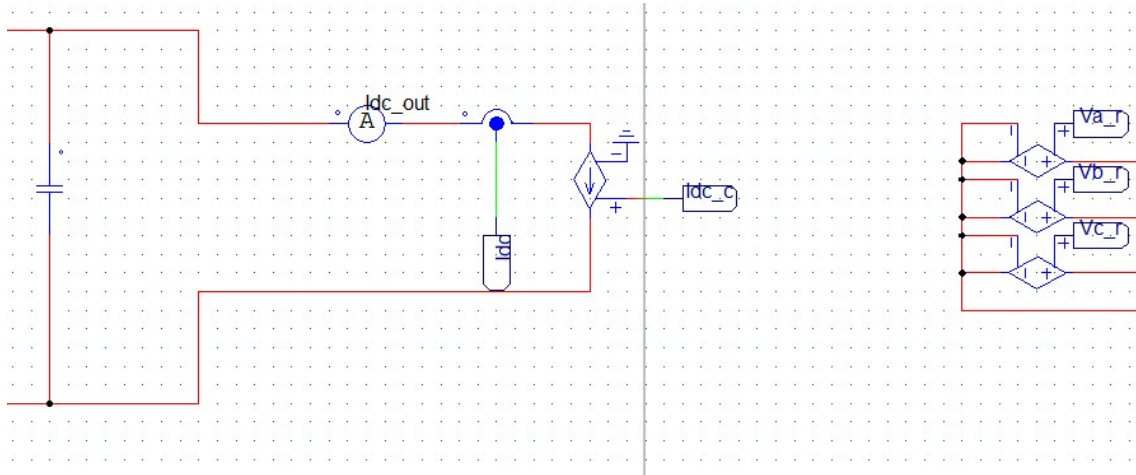 Idc_out
A
Idc
Idc_c
Va_r
Vb_r
Vc_r